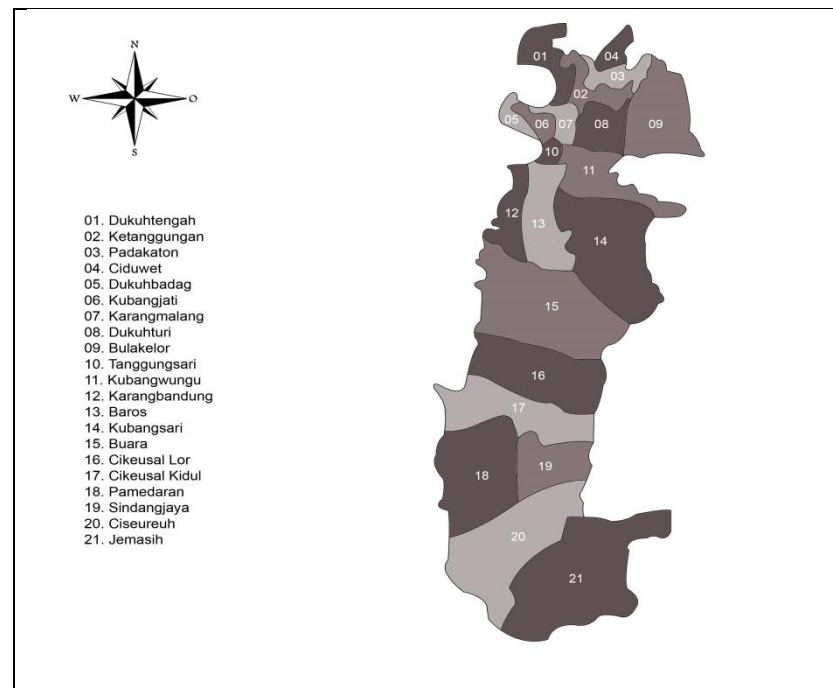 N
W
O
S
01. Dukuhtengah
02. Ketanggungan
03. Padakaton
04. Ciduwet
05. Dukuhbadag
06. Kubangjati
07. Karangmalang
08. Dukuhturi
09. Bulakelor
10. Tanggungsari
11. Kubangwungu
12. Karangbandung
13. Baros
14. Kubangsari
15. Buara
16. Cikeusal Lor
17. Cikeusal Kidul
18. Pamedaran
19. Sindangjaya
20. Ciseureuh
21. Jemasih
01
04
03
02
05
06
07
08
09
10
11
12
13
14
15
16
17
18
19
20
21